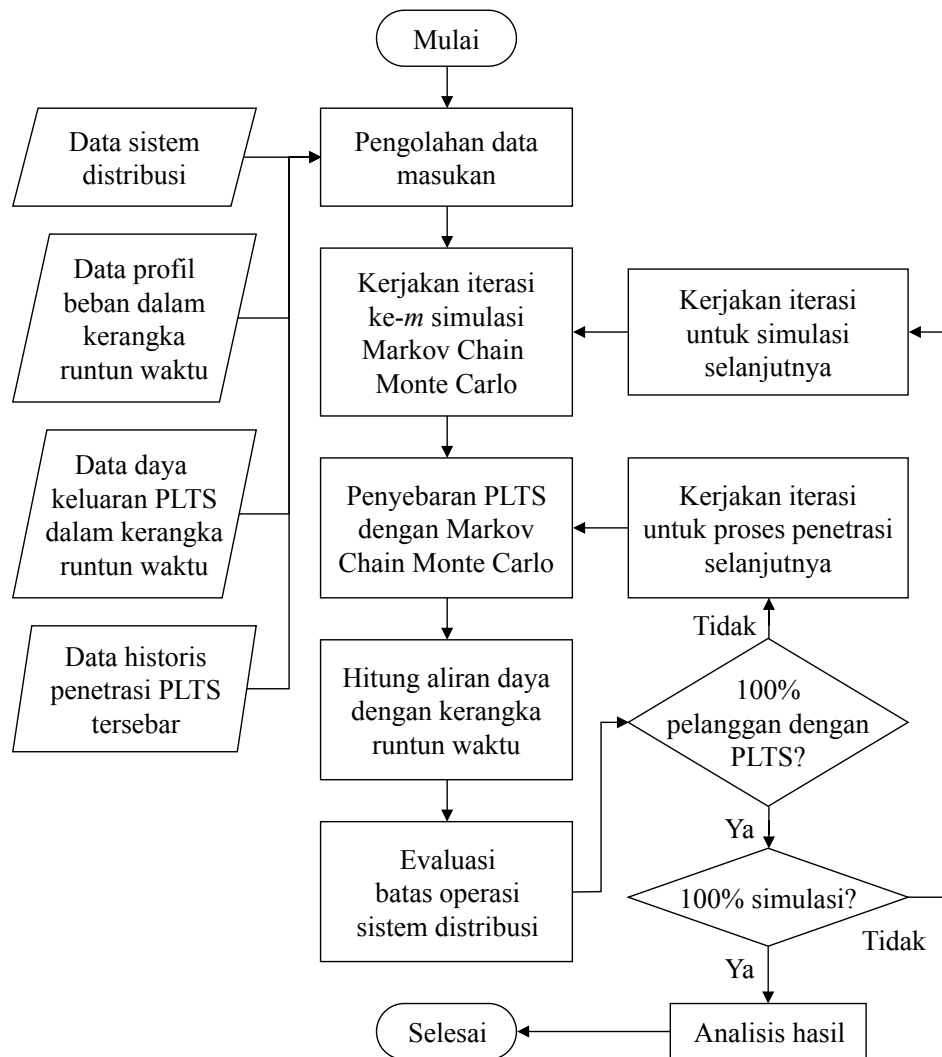 Mulai
Data sistem
distribusi
Pengolahan data
masukan
Data profil
beban dalam
kerangka
runtun waktu
Kerjakan iterasi
ke-m simulasi
Markov Chain
Monte Carlo
Kerjakan iterasi
untuk simulasi
selanjutnya
Data daya
keluaran PLTS
dalam kerangka
runtun waktu
Penyebaran PLTS
dengan Markov
Chain Monte Carlo
Kerjakan iterasi
untuk proses penetrasi
selanjutnya
Tidak
Data historis
penetrasi PLTS
tersebar
Hitung aliran daya
dengan kerangka
runtun waktu
100%
pelanggan dengan
PLTS?
Ya
Evaluasi
batas operasi
sistem distribusi
100% simulasi?
Tidak
Ya
Selesai
Analisis hasil